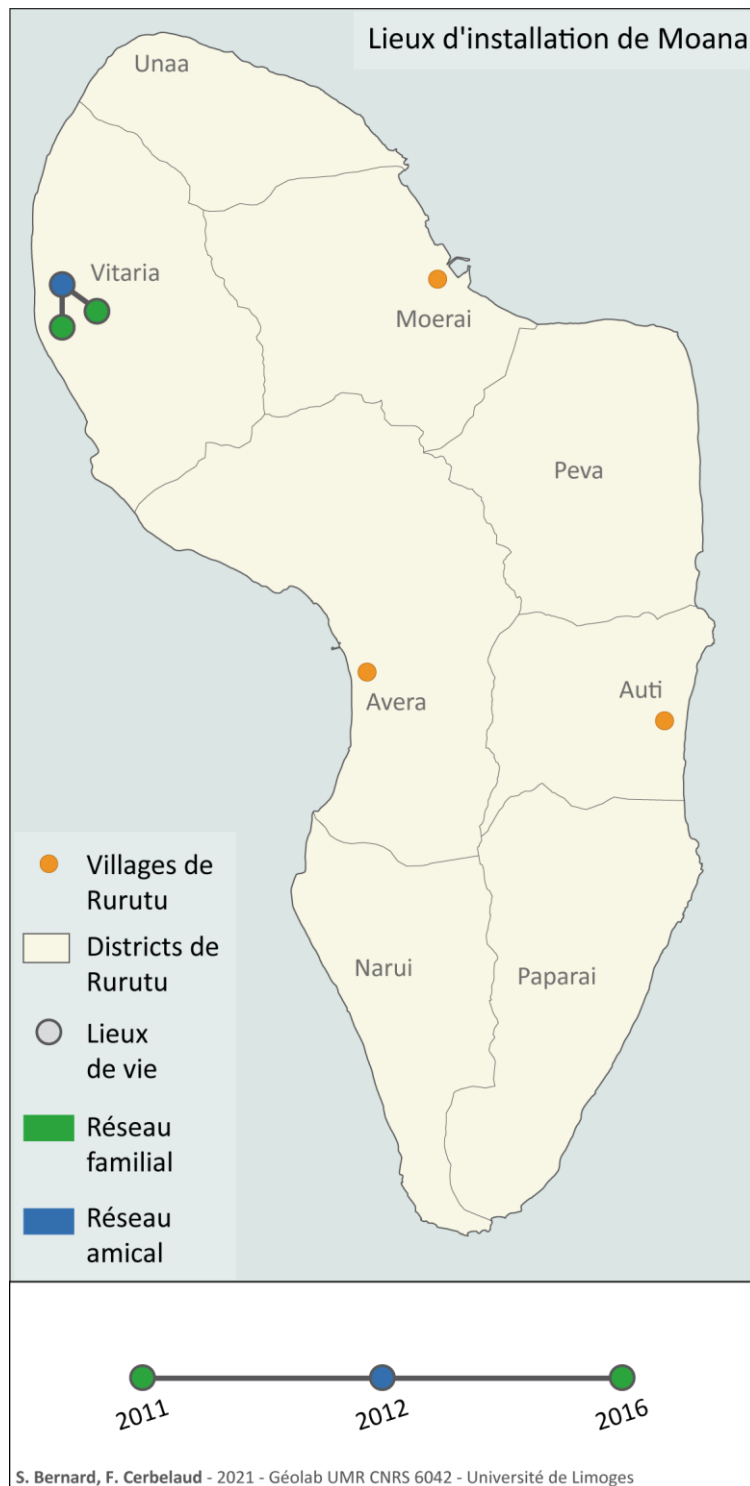 Lieux d'installation de Moana
Unaa
Vitaria
Moerai
Peva
Avera
Auti
Narui
Paparai
Villages de
Rurutu
Districts de
Rurutu
Lieux
de vie
Réseau
familial
Réseau
amical
2011
2012
2016
S. Bernard, F. Cerbelaud - 2021 - Géolab UMR CNRS 6042 - Université de Limoges